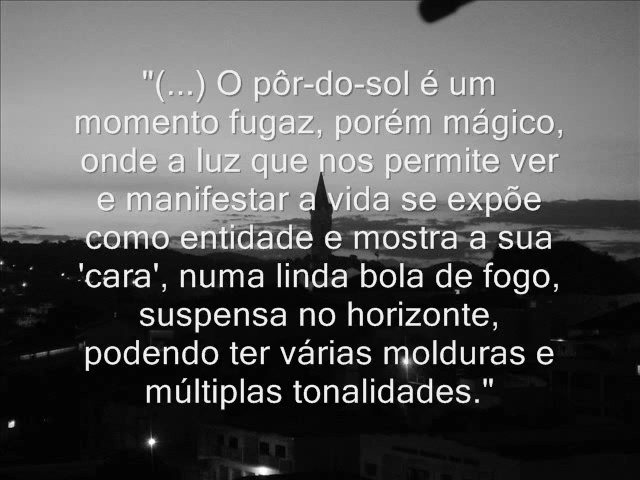 "(...) O pôr-do-sol é um
momento fugaz, porém mágico,
onde a luz que nos permite ver
e manifestar a vida se expõe
como entidade e mostra a sua
'cara', numa linda bola de fogo,
suspensa no horizonte,
podendo ter várias molduras e
múltiplas tonalidades."